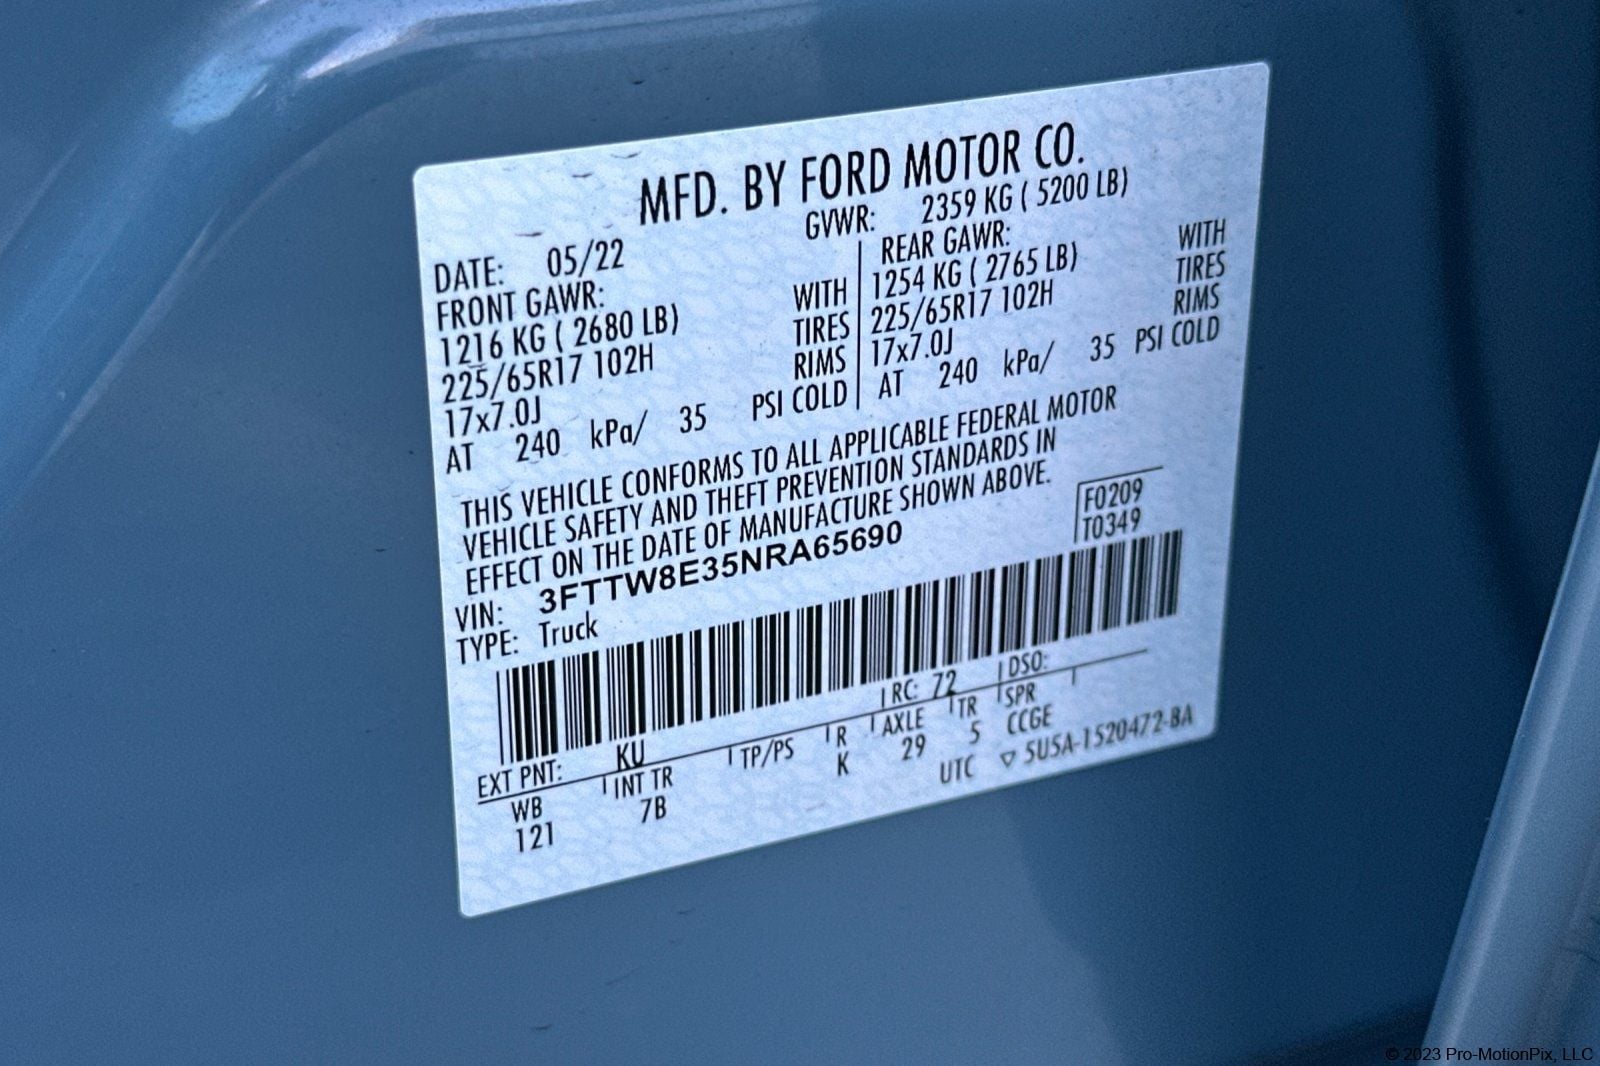 MFD. BY FORD MOTOR CO.
DATE: 05/22 GVWR: 2359 KG ( 5200 LB)
FRONT GAWR: REAR GAWR:
1216 KG ( 2680 LB) WITH 1254 KG ( 2765 LB) WITH
225/65R17 102H TIRES 225/65R17 102H TIRES
17x7.0J RIMS 17x7.0J RIMS
AT 240 kPa/ 35 PSI COLD AT 240 kPa/ 35 PSI COLD
THIS VEHICLE CONFORMS TO ALL APPLICABLE FEDERAL MOTOR
VEHICLE SAFETY AND THEFT PREVENTION STANDARDS IN
EFFECT ON THE DATE OF MANUFACTURE SHOWN ABOVE.
F0209
VIN: 3FTTW8E35NRA65690 T0349
TYPE: Truck
EXT PNT: KU RC: 72 DSO:
WB INT TR TP/PS R AXLE TR SPR
121 7B K 29 5 CCGE
UTC ▽ 5U5A-1520472-BA
© 2023 Pro-MotionPix, LLC